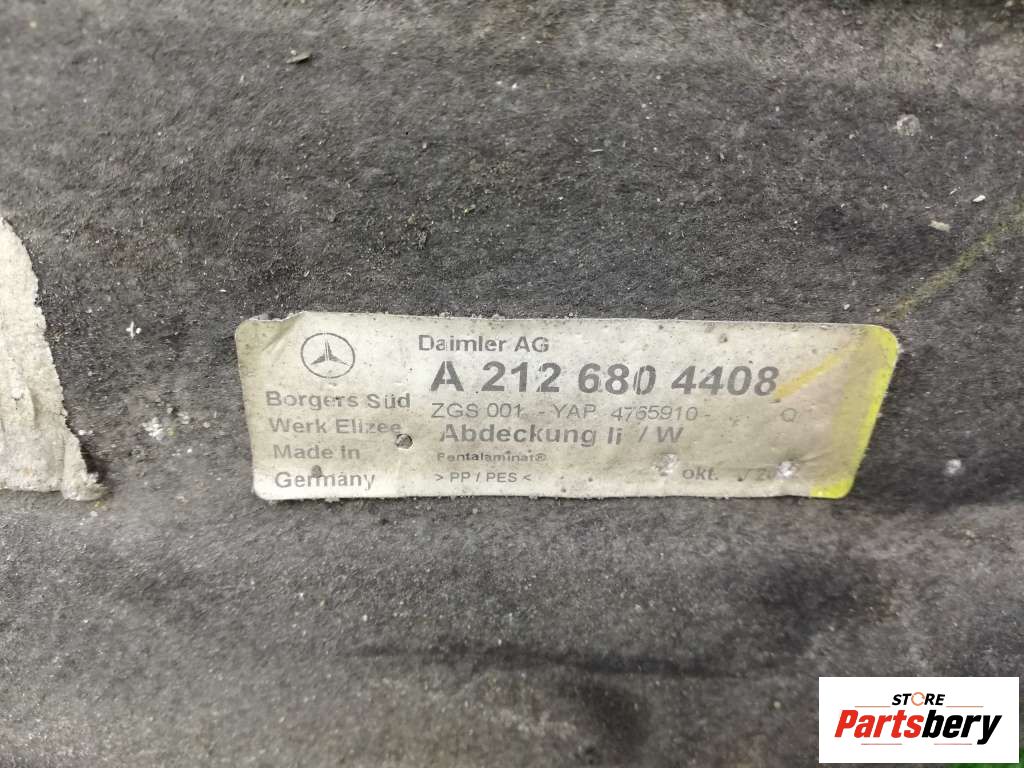 Daimler AG
A 212 680 4408
Borgers Süd
ZGS 001 - YAP 4765910 - Q
Werk Elizee
Abdeckung li / W
Made in
Pentalaminat®
Germany
> PP / PES <
okt.
STORE
Partsbery